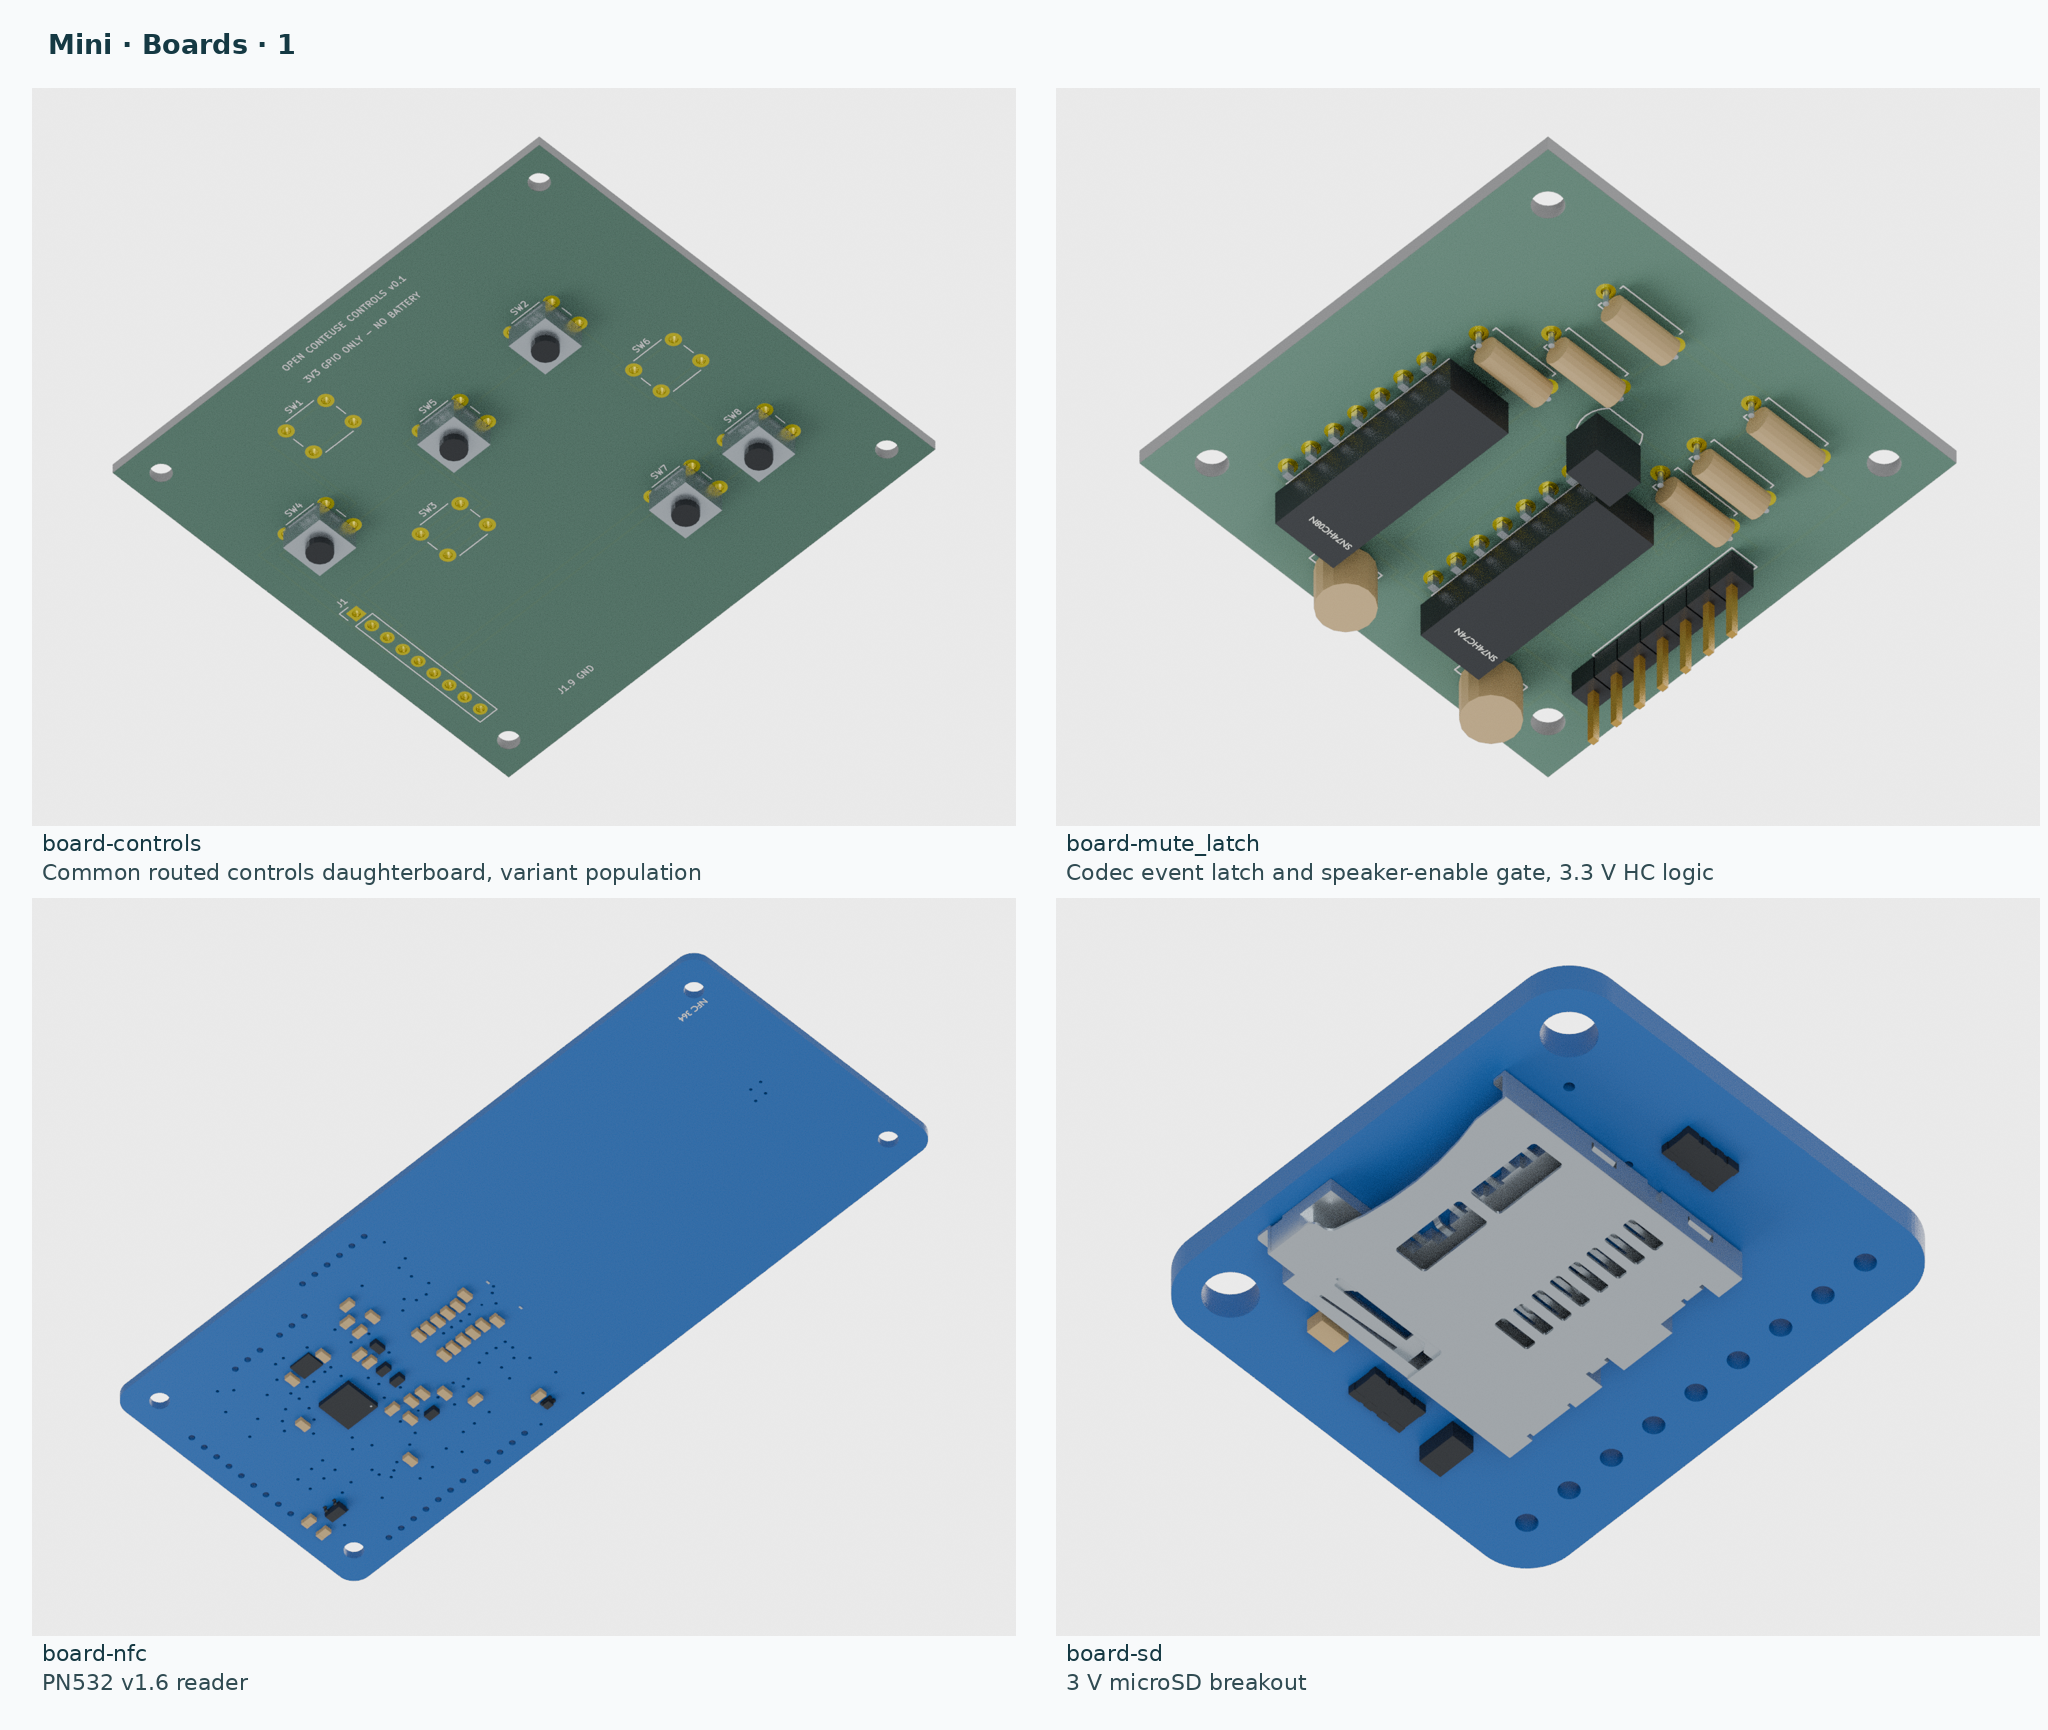 Mini · Boards · 1
OPEN CONTEUSE CONTROLS v0.1
3V3 GPIO ONLY - NO BATTERY
SW2
SW6
SW1
SW5
SW8
SW7
SW4
SW3
J1
J1.9 GND
board-controls
Common routed controls daughterboard, variant population
SN74HC08N
SN74HC74N
board-mute_latch
Codec event latch and speaker-enable gate, 3.3 V HC logic
NFC 364
board-nfc
PN532 v1.6 reader
board-sd
3 V microSD breakout